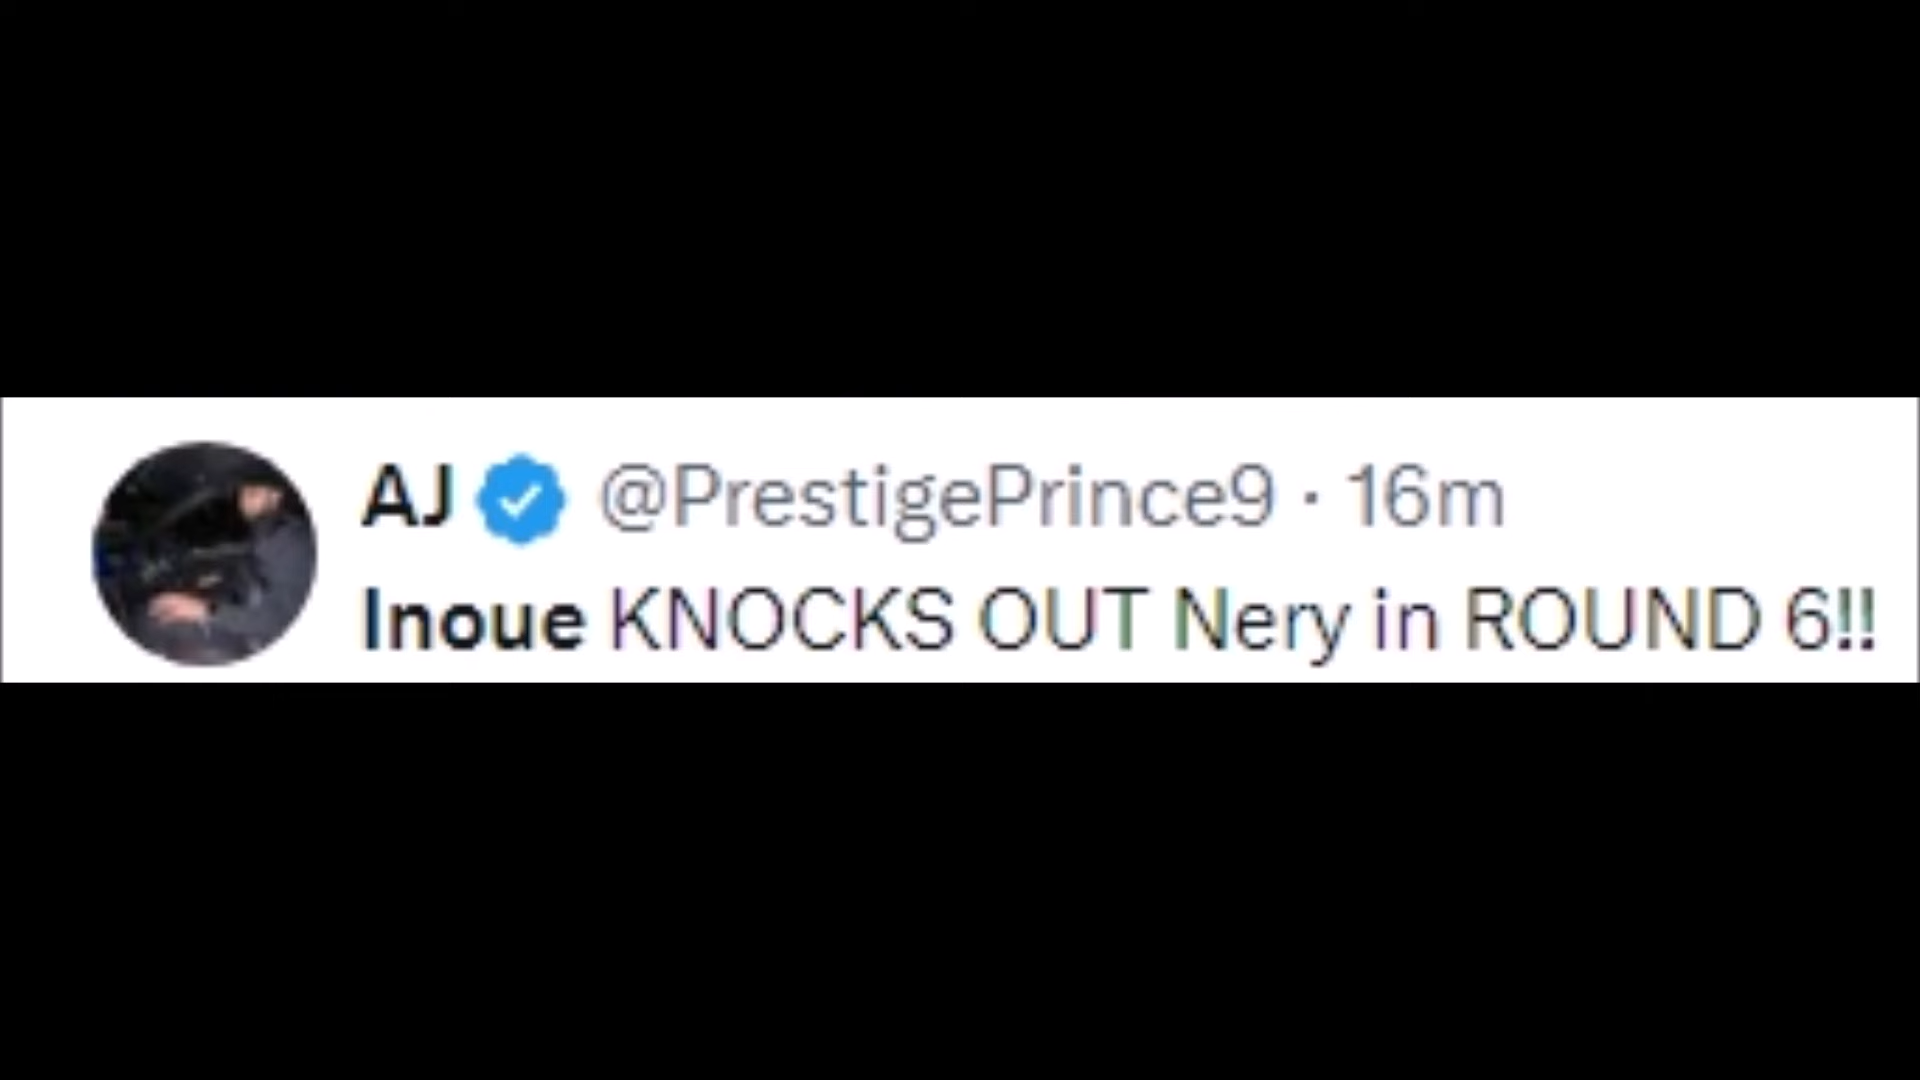 AJ @PrestigePrince9 · 16m
Inoue KNOCKS OUT Nery in ROUND 6!!